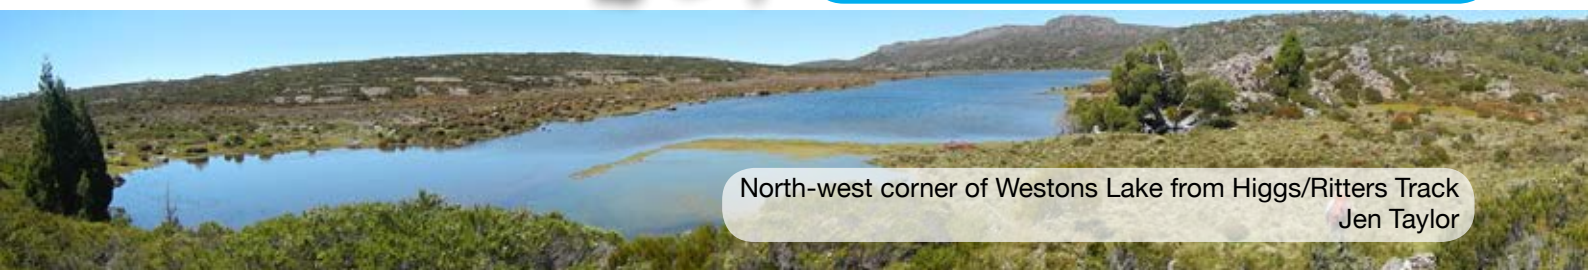 North-west corner of Westons Lake from Higgs/Ritters Track
Jen Taylor